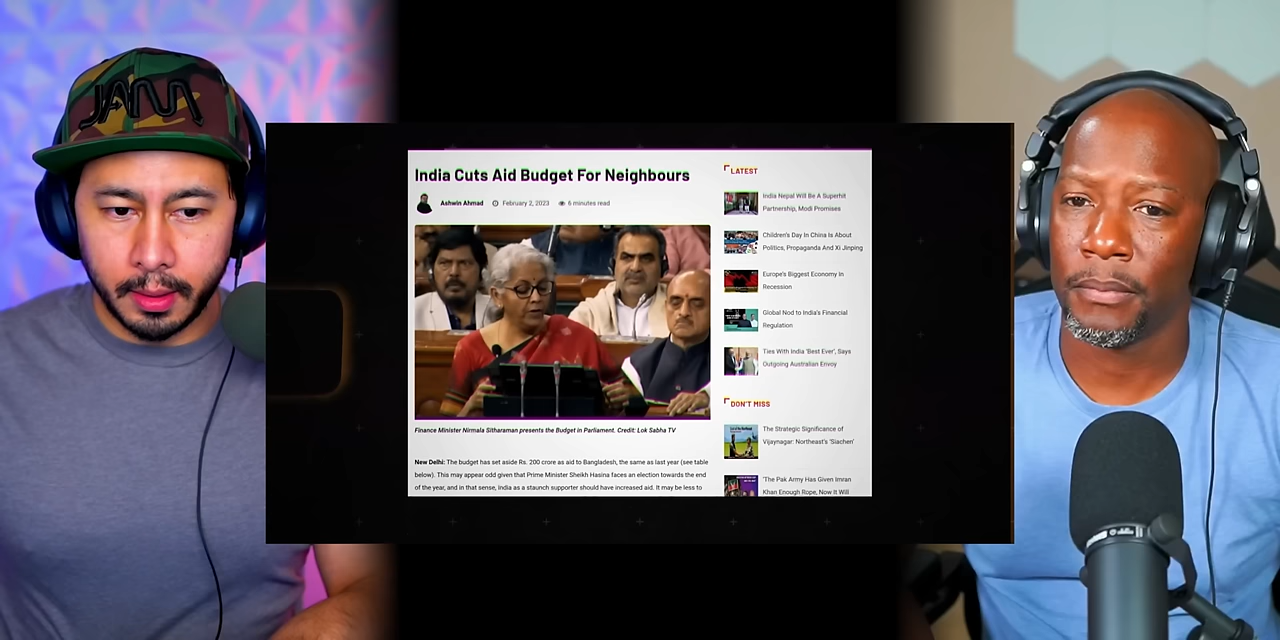 JAM
India Cuts Aid Budget For Neighbours
Ashwin Ahmad February 2, 2023 6 minutes read
Finance Minister Nirmala Sitharaman presents the Budget in Parliament. Credit: Lok Sabha TV
New Delhi: The budget has set aside Rs. 200 crore as aid to Bangladesh, the same as last year (see table
below). This may appear odd given that Prime Minister Sheikh Hasina faces an election towards the end
of the year, and in that sense, India as a staunch supporter should have increased aid. It may be less to
LATEST
India Nepal Will Be A Superhit
Partnership, Modi Promises
Children's Day In China Is About
Politics, Propaganda And Xi Jinping
Europe's Biggest Economy In
Recession
Global Nod to India's Financial
Regulation
Ties With India 'Best Ever', Says
Outgoing Australian Envoy
DON'T MISS
The Strategic Significance of
Vijaynagar: Northeast's 'Siachen'
'The Pak Army Has Given Imran
Khan Enough Rope, Now It Will